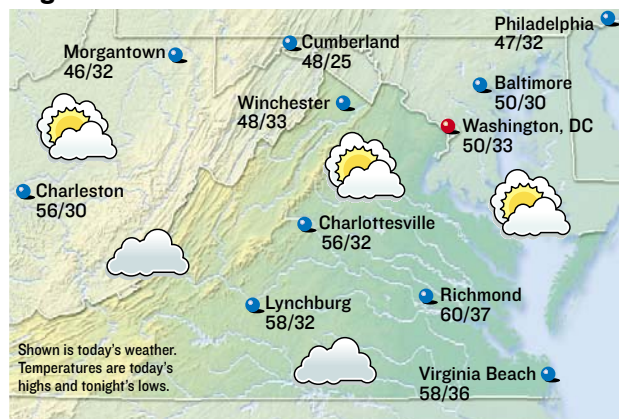 Philadelphia
47/32
Morgantown
46/32
Cumberland
48/25
Baltimore
50/30
Winchester
48/33
Washington, DC
50/33
Charleston
56/30
Charlottesville
56/32
Lynchburg
58/32
Richmond
60/37
Shown is today's weather.
Temperatures are today's
highs and tonight's lows.
Virginia Beach
58/36